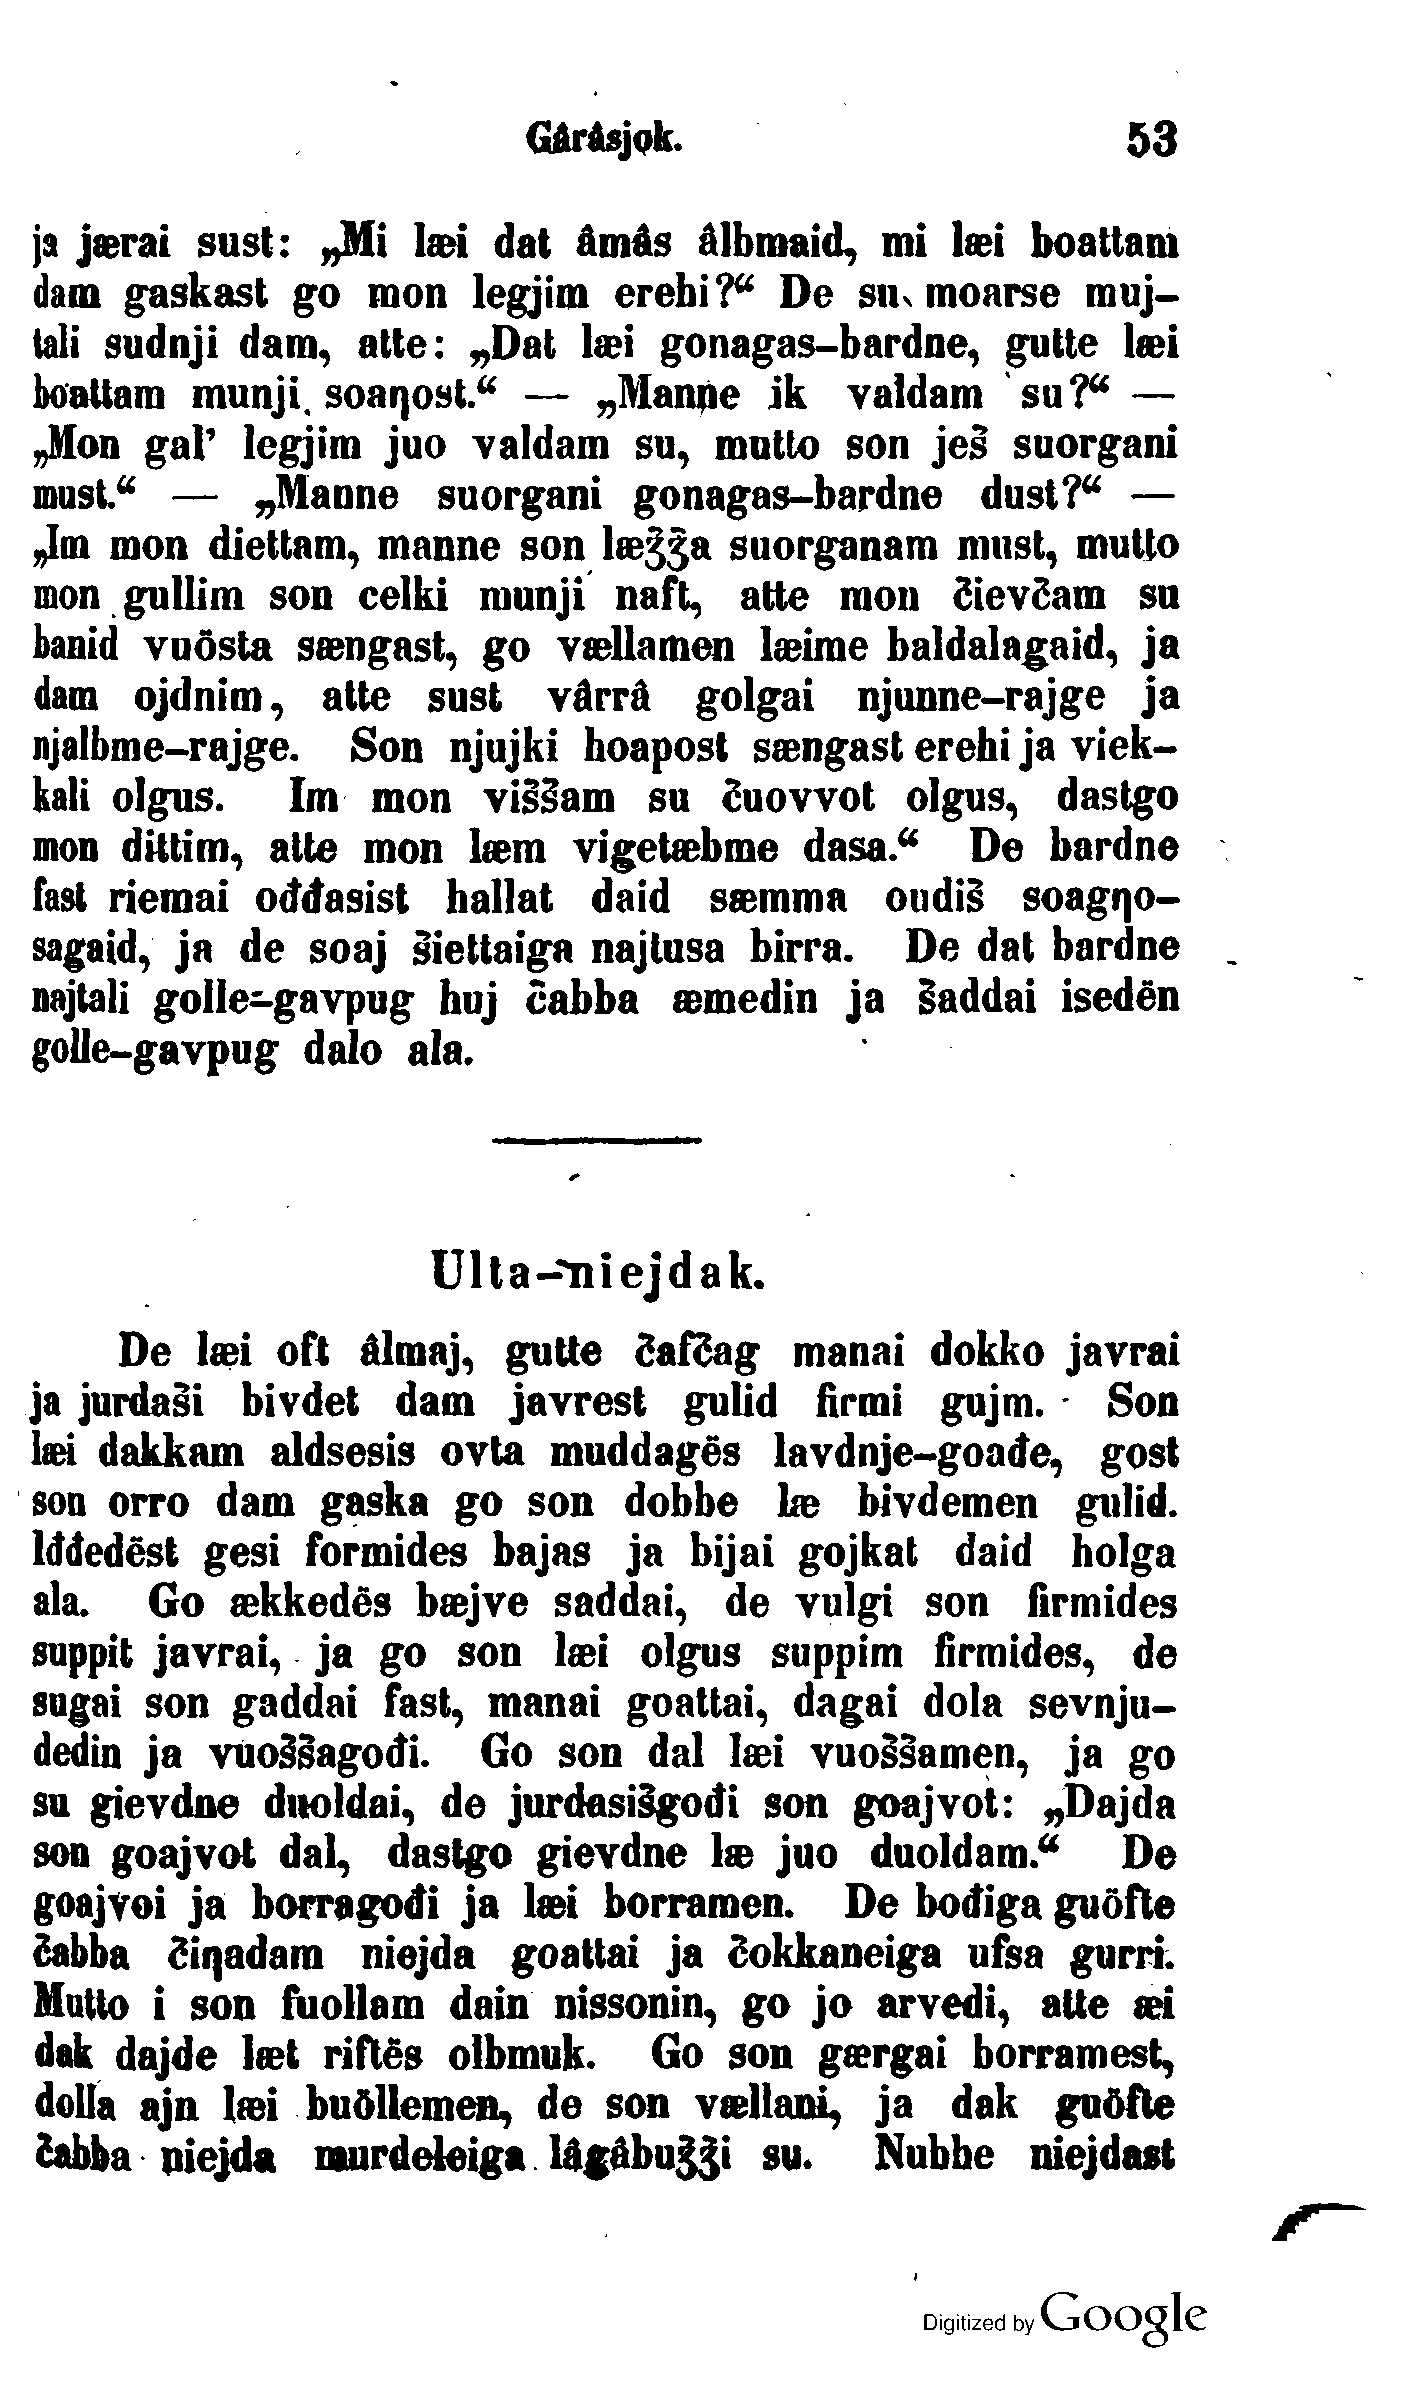 Gârâsjọk. 53
ja jærai sust: „Mi læi dat âmâs âlbmaid, mi læi boattam
dam gaskast go mon legjim erebi?“ De su moarse muj-
tali sudnji dam, atte: „Dat læi gonagas-bardne, gutte læi
boattam munji soaŋost.“ — „Manne ik valdam su?“ —
„Mon gal’ legjim juo valdam su, mutto son ješ suorgani
must.“ — „Manne suorgani gonagas-bardne dust?“ —
„Im mon diettam, manne son læǯǯa suorganam must, mutto
mon gullim son celki munji naft, atte mon čievčam su
banid vuösta sængast, go vællamen læime baldalagaid, ja
dam ojdnim, atte sust vârrâ golgai njunne-rajge ja
njalbme-rajge. Son njujki hoapost sængast erebi ja viek-
kali olgus. Im mon viššam su čuovvot olgus, dastgo
mon dittim, atte mon læm vigetæbme dasa.“ De bardne
fast riemai ođđasist hallat daid sæmma oudiš soagŋo-
sagaid, ja de soaj šiettaiga najtusa birra. De dat bardne
najtali golle-gavpug huj čabba æmedin ja šaddai isedën
golle-gavpug dalo ala.
Ulta-niejdak.
De læi oft âlmaj, gutte čafčag manai dokko javrai
ja jurdaši bivdet dam javrest gulid firmi gujm. Son
læi dakkam aldsesis ovta muddagës lavdnje-goađe, gost
son orro dam gaska go son dobbe læ bivdemen gulid.
Iđđedëst gesi formides bajas ja bijai gojkat daid holga
ala. Go ækkedës bæjve saddai, de vulgi son firmides
suppit javrai, ja go son læi olgus suppim firmides, de
sugai son gaddai fast, manai goattai, dagai dola sevnju-
dedin ja vuoššagođi. Go son dal læi vuoššamen, ja go
su gievdne duoldai, de jurdasišgođi son goajvot: „Dajda
son goajvot dal, dastgo gievdne læ juo duoldam.“ De
goajvoi ja borragođi ja læi borramen. De bođiga guöfte
čabba čiŋadam niejda goattai ja čokkaneiga ufsa gurri.
Mutto i son fuollam dain nissonin, go jo arvedi, atte æi
dak dajde læt riftës olbmuk. Go son gærgai borramest,
dolla ajn læi buöllemen, de son vællani, ja dak guöfte
čabba niejda murdeleiga lâgâbuǯǯi su. Nubbe niejdast
Digitized by Google